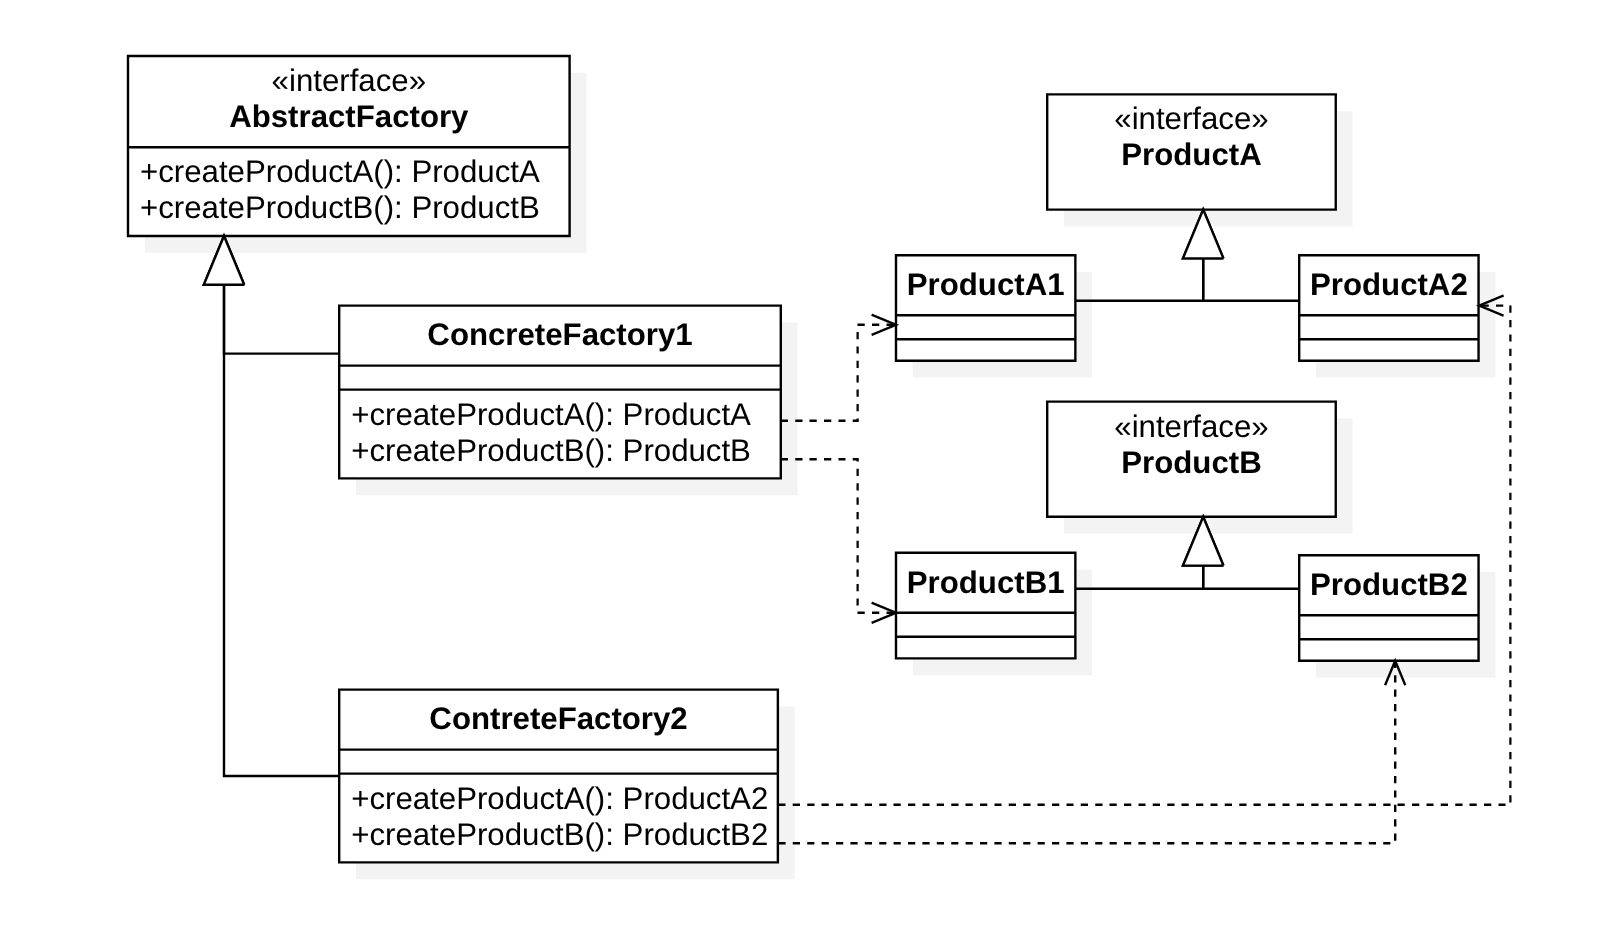 «interface»
AbstractFactory
+createProductA(): ProductA
+createProductB(): ProductB
«interface»
ProductA
ProductA1
ProductA2
ConcreteFactory1
+createProductA(): ProductA
+createProductB(): ProductB
«interface»
ProductB
ProductB1
ProductB2
ContreteFactory2
+createProductA(): ProductA2
+createProductB(): ProductB2